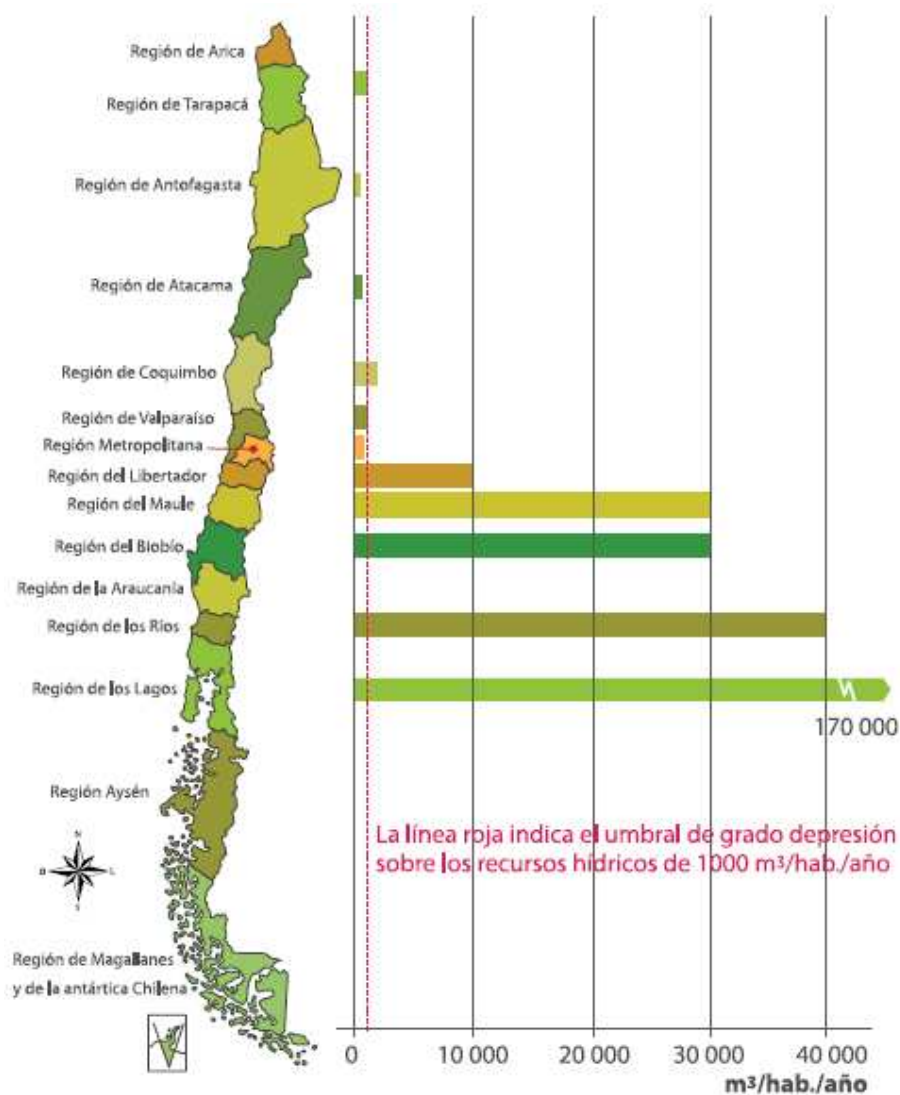 Región de Arica
Región de Tarapacá
Región de Antofagasta
Región de Atacama
Región de Coquimbo
Región de Valparaíso
Región Metropolitana
Región del Libertador
Región del Maule
Región del Biobío
Región de la Araucanía
Región de los Ríos
Región de los Lagos
170 000
Región Aysén
La línea roja indica el umbral de grado depresión
sobre los recursos hídricos de 1000 m³/hab./año
N
O
L
S
Región de Magallanes
y de la antártica Chilena
0 10 000 20 000 30 000 40 000
m³/hab./año